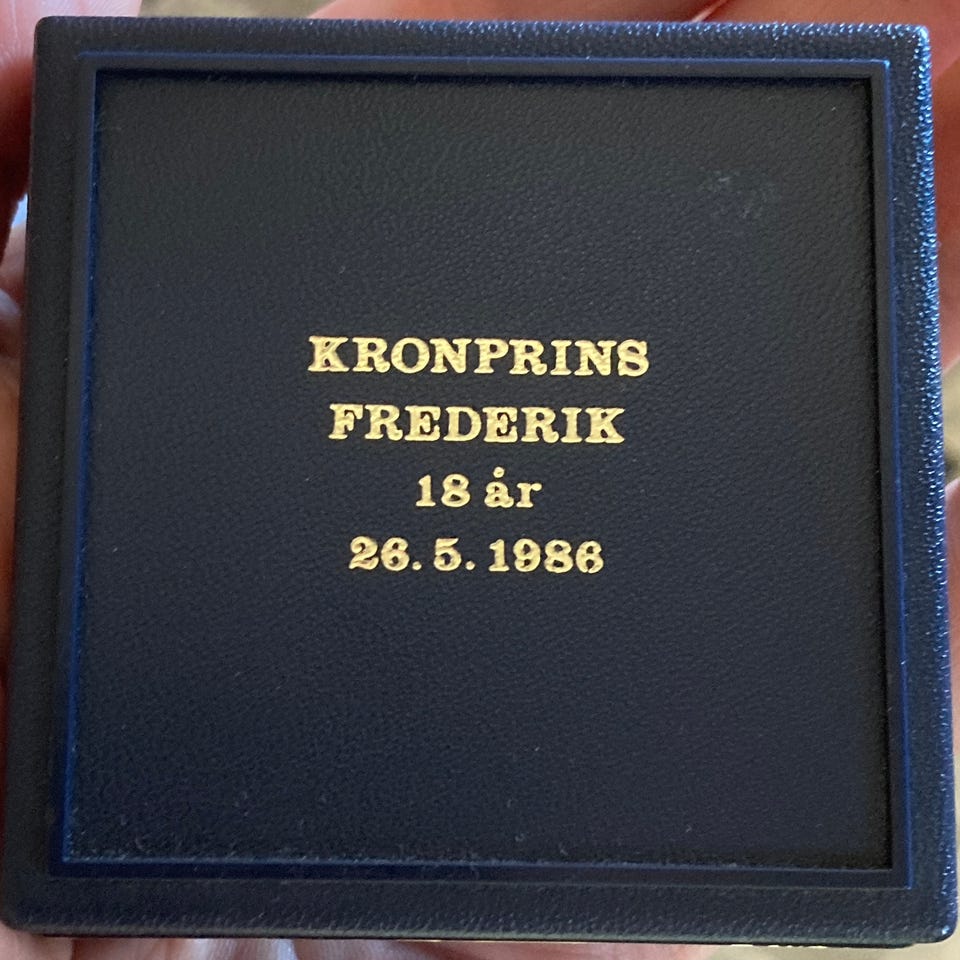 KRONPRINS
FREDERIK
18 år
26. 5. 1986